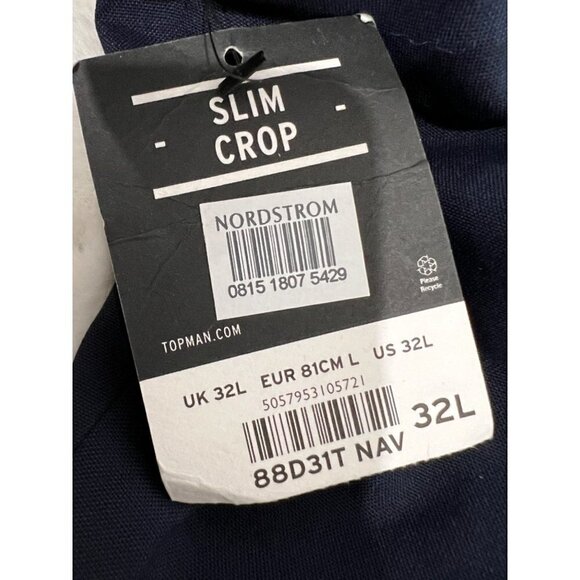 SLIM
- CROP -
NORDSTROM
0815 1807 5429
Please
Recycle
TOPMAN.COM
UK 32L EUR 81CM L US 32L
5057953105721
88D31T NAV 32L